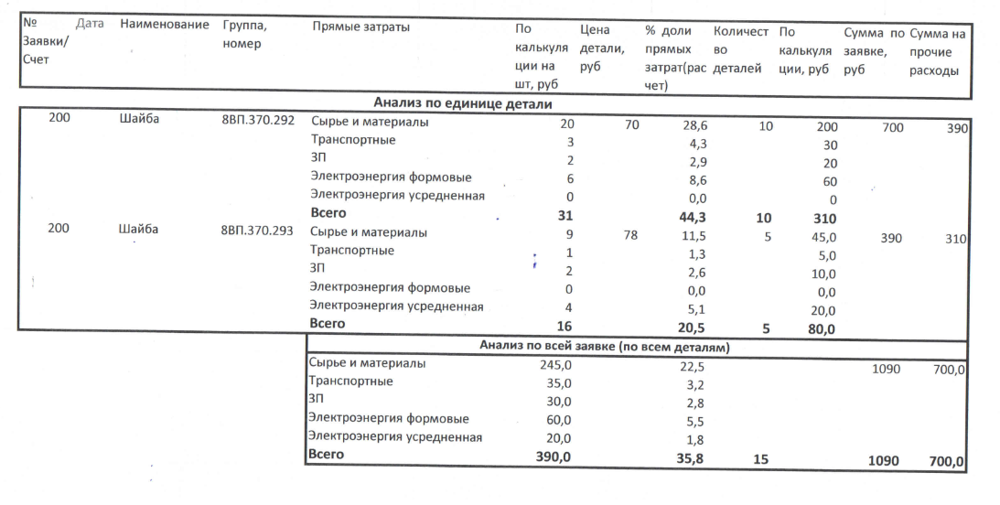 № Заявки/ Счет Дата Наименование Группа, номер Прямые затраты По калькуля ции на шт, руб Цена детали, руб % доли прямых затрат(рас чет) Количест во деталей По калькуля ции, руб Сумма по заявке, руб Сумма на прочие расходы
Анализ по единице детали
200 Шайба 8ВП.370.292 Сырье и материалы 20 70 28,6 10 200 700 390
Транспортные 3 4,3 30
ЗП 2 2,9 20
Электроэнергия формовые 6 8,6 60
Электроэнергия усредненная 0 0,0 0
Всего 31 44,3 10 310
200 Шайба 8ВП.370.293 Сырье и материалы 9 78 11,5 5 45,0 390 310
Транспортные 1 1,3 5,0
ЗП 2 2,6 10,0
Электроэнергия формовые 0 0,0 0,0
Электроэнергия усредненная 4 5,1 20,0
Всего 16 20,5 5 80,0
Анализ по всей заявке (по всем деталям)
Сырье и материалы 245,0 22,5 1090 700,0
Транспортные 35,0 3,2
ЗП 30,0 2,8
Электроэнергия формовые 60,0 5,5
Электроэнергия усредненная 20,0 1,8
Всего 390,0 35,8 15 1090 700,0